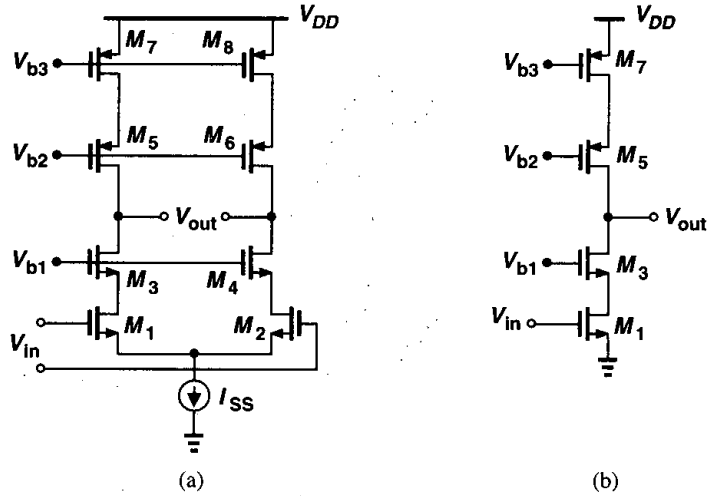 V_DD
M_7
M_8
V_b3
M_5
M_6
V_b2
V_out
V_b1
M_3
M_4
M_1
M_2
V_in
I_SS
(a)
V_DD
V_b3
M_7
V_b2
M_5
V_out
V_b1
M_3
V_in
M_1
(b)